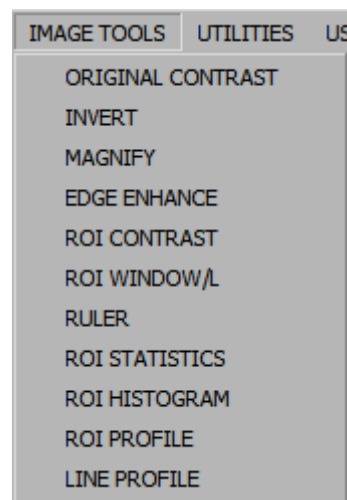 IMAGE TOOLS UTILITIES US
ORIGINAL CONTRAST
INVERT
MAGNIFY
EDGE ENHANCE
ROI CONTRAST
ROI WINDOW/L
RULER
ROI STATISTICS
ROI HISTOGRAM
ROI PROFILE
LINE PROFILE